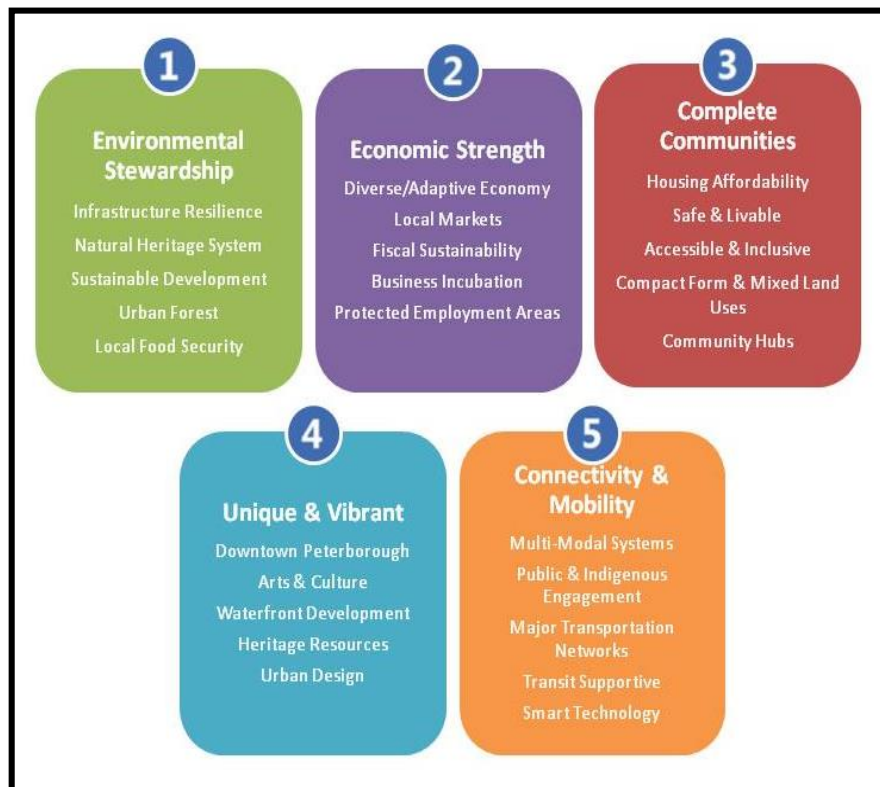 1
Environmental
Stewardship
Infrastructure Resilience
Natural Heritage System
Sustainable Development
Urban Forest
Local Food Security
2
Economic Strength
Diverse/Adaptive Economy
Local Markets
Fiscal Sustainability
Business Incubation
Protected Employment Areas
3
Complete
Communities
Housing Affordability
Safe & Livable
Accessible & Inclusive
Compact Form & Mixed Land
Uses
Community Hubs
4
Unique & Vibrant
Downtown Peterborough
Arts & Culture
Waterfront Development
Heritage Resources
Urban Design
5
Connectivity &
Mobility
Multi-Modal Systems
Public & Indigenous
Engagement
Major Transportation
Networks
Transit Supportive
Smart Technology